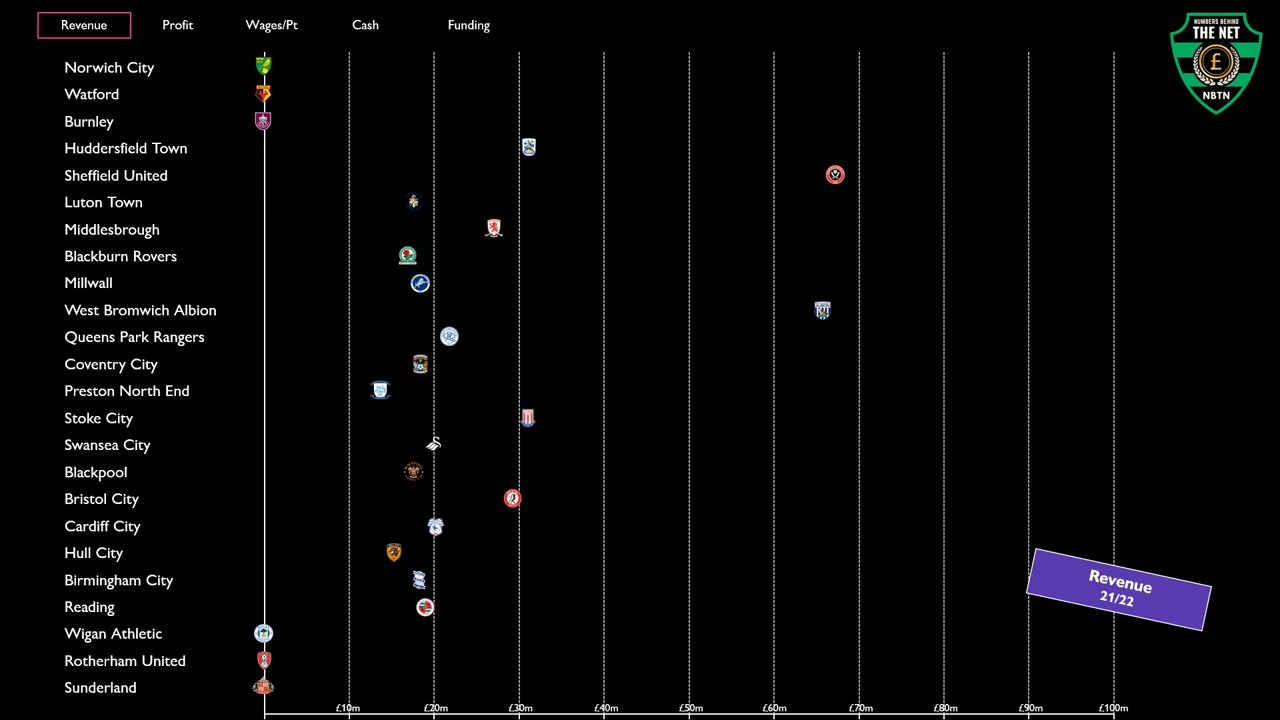 Revenue Profit Wages/Pt Cash Funding
NUMBERS BEHIND
THE NET
£
NBTN
Norwich City
Watford
Burnley
Huddersfield Town
Sheffield United
Luton Town
Middlesbrough
Blackburn Rovers
Millwall
West Bromwich Albion
Queens Park Rangers
Coventry City
Preston North End
Stoke City
Swansea City
Blackpool
Bristol City
Cardiff City
Hull City
Birmingham City
Reading
Wigan Athletic
Rotherham United
Sunderland
Revenue
21/22
£10m £20m £30m £40m £50m £60m £70m £80m £90m £100m